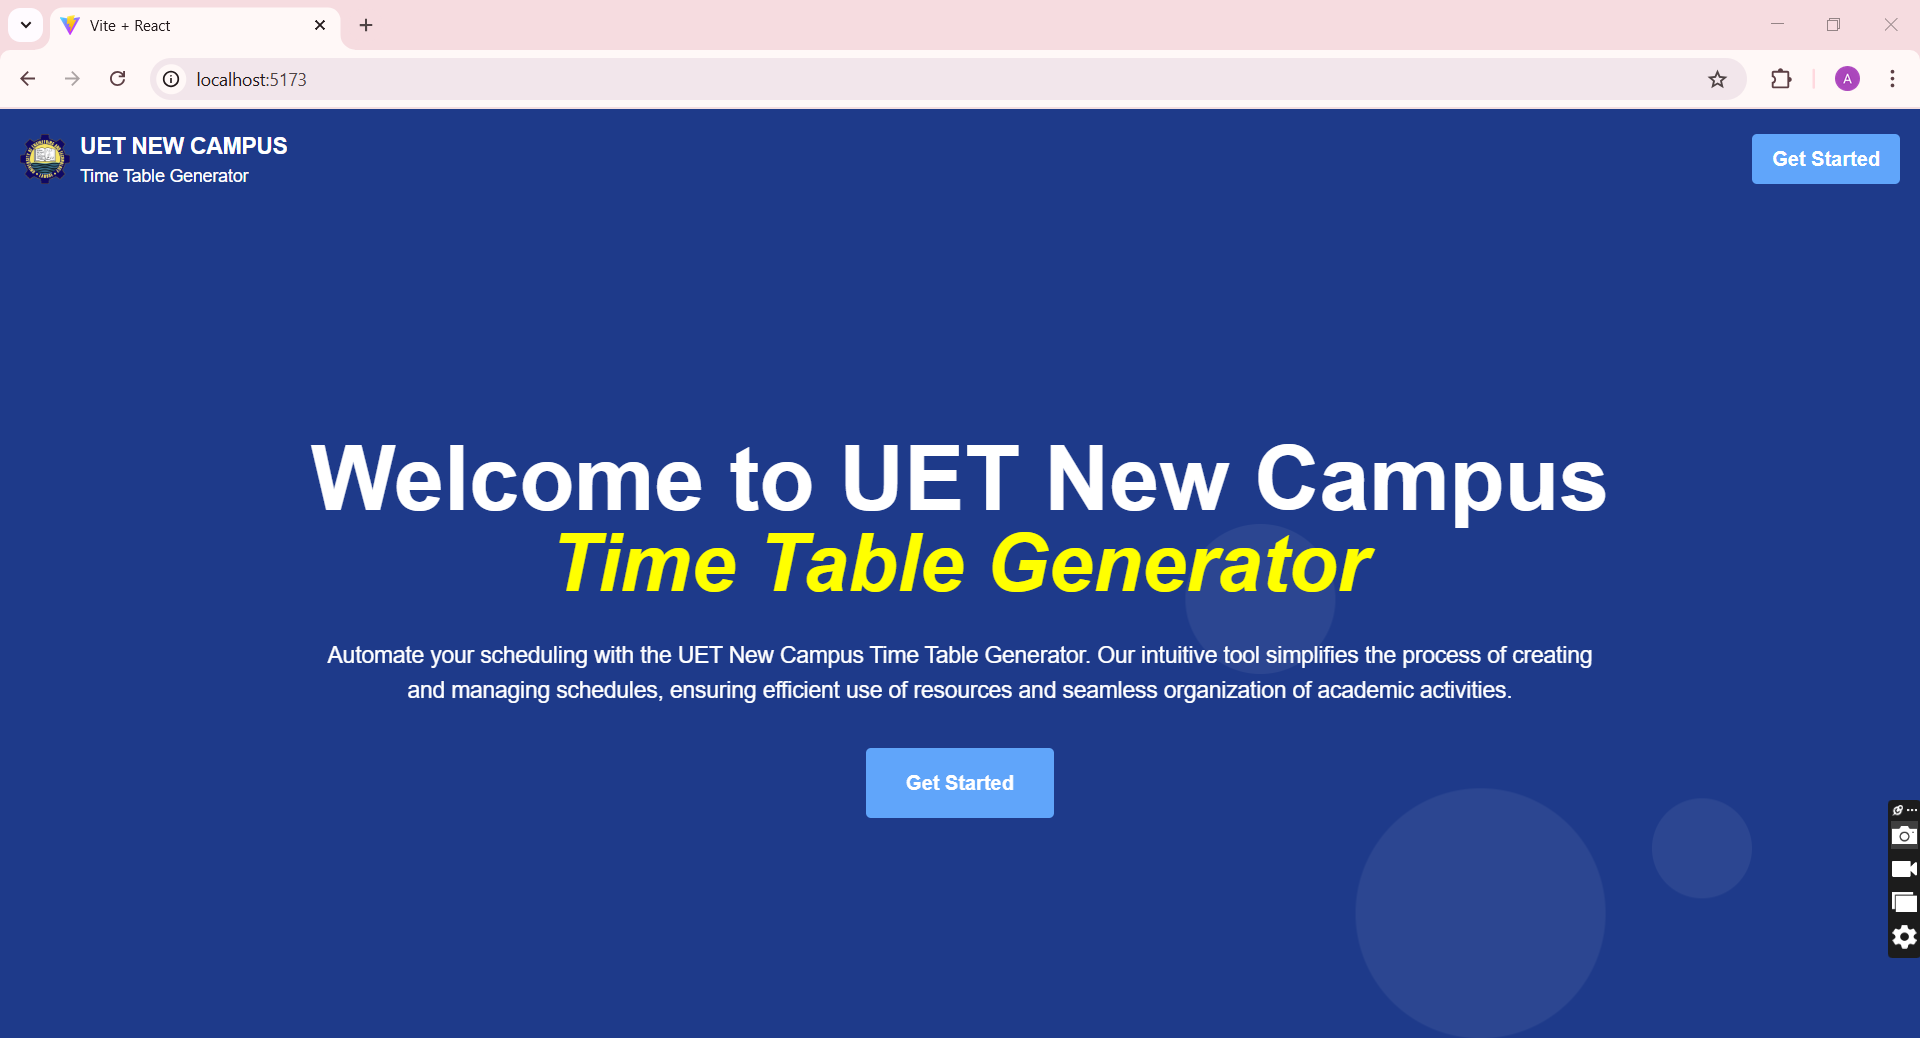 Vite + React
localhost:5173
A
UET NEW CAMPUS
Time Table Generator
Get Started
Welcome to UET New Campus
Time Table Generator
Automate your scheduling with the UET New Campus Time Table Generator. Our intuitive tool simplifies the process of creating
and managing schedules, ensuring efficient use of resources and seamless organization of academic activities.
Get Started